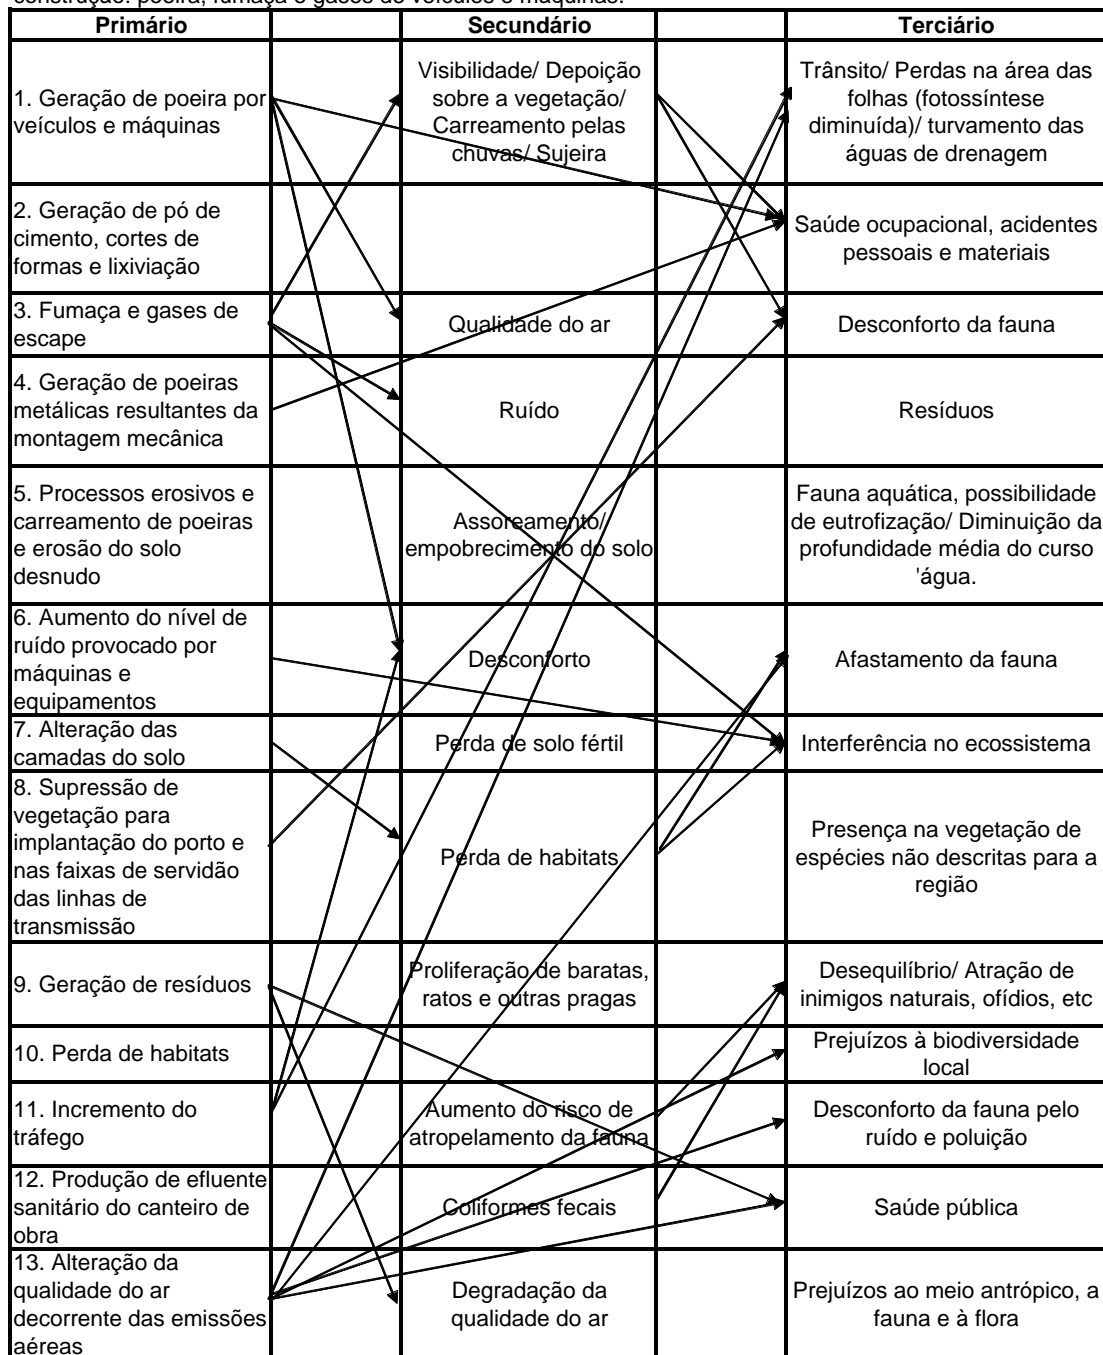 construção: poeira, fumaça e gases de veículos e máquinas.
Primário
Secundário
Terciário
1. Geração de poeira por
veículos e máquinas
Visibilidade/ Depoição
sobre a vegetação/
Carreamento pelas
chuvas/ Sujeira
Trânsito/ Perdas na área das
folhas (fotossíntese
diminuída)/ turvamento das
águas de drenagem
2. Geração de pó de
cimento, cortes de
formas e lixiviação
Saúde ocupacional, acidentes
pessoais e materiais
3. Fumaça e gases de
escape
Qualidade do ar
Desconforto da fauna
4. Geração de poeiras
metálicas resultantes da
montagem mecânica
Ruído
Resíduos
5. Processos erosivos e
carreamento de poeiras
e erosão do solo
desnudo
Assoreamento/
empobrecimento do solo
Fauna aquática, possibilidade
de eutrofização/ Diminuição da
profundidade média do curso
'água.
6. Aumento do nível de
ruído provocado por
máquinas e
equipamentos
Desconforto
Afastamento da fauna
7. Alteração das
camadas do solo
Perda de solo fértil
Interferência no ecossistema
8. Supressão de
vegetação para
implantação do porto e
nas faixas de servidão
das linhas de
transmissão
Perda de habitats
Presença na vegetação de
espécies não descritas para a
região
9. Geração de resíduos
Proliferação de baratas,
ratos e outras pragas
Desequilíbrio/ Atração de
inimigos naturais, ofídios, etc
10. Perda de habitats
Prejuízos à biodiversidade
local
11. Incremento do
tráfego
Aumento do risco de
atropelamento da fauna
Desconforto da fauna pelo
ruído e poluição
12. Produção de efluente
sanitário do canteiro de
obra
Coliformes fecais
Saúde pública
13. Alteração da
qualidade do ar
decorrente das emissões
aéreas
Degradação da
qualidade do ar
Prejuízos ao meio antrópico, a
fauna e à flora